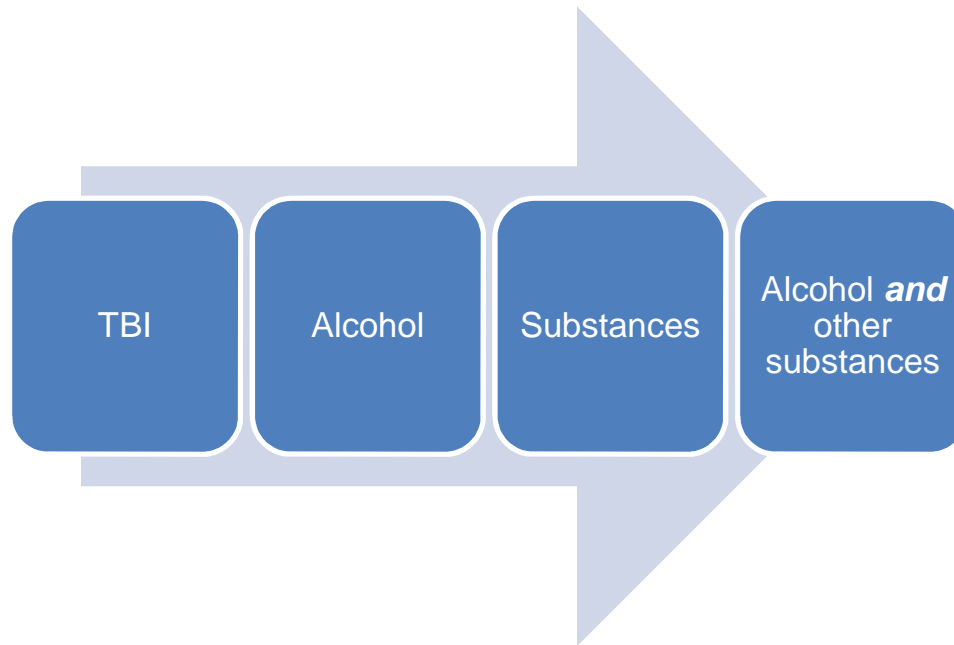 TBI
Alcohol
Substances
Alcohol and
other
substances